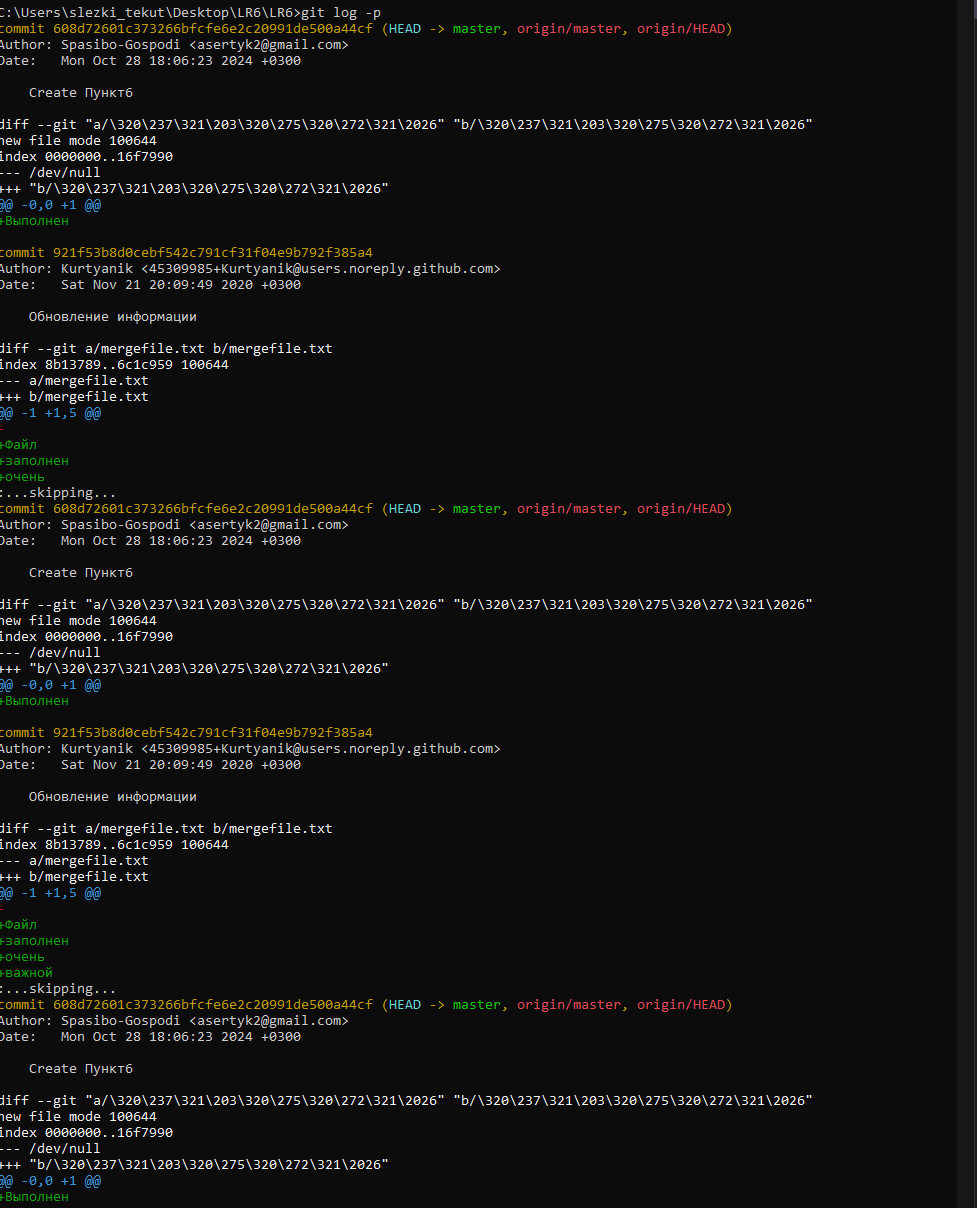 C:\Users\slezki_tekut\Desktop\LR6\LR6>git log -p
commit 608d72601c373266bfcfe6e2c20991de500a44cf (HEAD -> master, origin/master, origin/HEAD)
Author: Spasibo-Gospodi <asertyk2@gmail.com>
Date:   Mon Oct 28 18:06:23 2024 +0300
Create Пункт6
diff --git "a/\320\237\321\203\320\275\320\272\321\2026" "b/\320\237\321\203\320\275\320\272\321\2026"
new file mode 100644
index 0000000..16f7990
--- /dev/null
+++ "b/\320\237\321\203\320\275\320\272\321\2026"
@@ -0,0 +1 @@
+Выполнен
commit 921f53b8d0cebf542c791cf31f04e9b792f385a4
Author: Kurtyanik <45309985+Kurtyanik@users.noreply.github.com>
Date:   Sat Nov 21 20:09:49 2020 +0300
Обновление информации
diff --git a/mergefile.txt b/mergefile.txt
index 8b13789..6c1c959 100644
--- a/mergefile.txt
+++ b/mergefile.txt
@@ -1 +1,5 @@
-
+Файл
+заполнен
+очень
:...skipping...
commit 608d72601c373266bfcfe6e2c20991de500a44cf (HEAD -> master, origin/master, origin/HEAD)
Author: Spasibo-Gospodi <asertyk2@gmail.com>
Date:   Mon Oct 28 18:06:23 2024 +0300
Create Пункт6
diff --git "a/\320\237\321\203\320\275\320\272\321\2026" "b/\320\237\321\203\320\275\320\272\321\2026"
new file mode 100644
index 0000000..16f7990
--- /dev/null
+++ "b/\320\237\321\203\320\275\320\272\321\2026"
@@ -0,0 +1 @@
+Выполнен
commit 921f53b8d0cebf542c791cf31f04e9b792f385a4
Author: Kurtyanik <45309985+Kurtyanik@users.noreply.github.com>
Date:   Sat Nov 21 20:09:49 2020 +0300
Обновление информации
diff --git a/mergefile.txt b/mergefile.txt
index 8b13789..6c1c959 100644
--- a/mergefile.txt
+++ b/mergefile.txt
@@ -1 +1,5 @@
-
+Файл
+заполнен
+очень
+важной
:...skipping...
commit 608d72601c373266bfcfe6e2c20991de500a44cf (HEAD -> master, origin/master, origin/HEAD)
Author: Spasibo-Gospodi <asertyk2@gmail.com>
Date:   Mon Oct 28 18:06:23 2024 +0300
Create Пункт6
diff --git "a/\320\237\321\203\320\275\320\272\321\2026" "b/\320\237\321\203\320\275\320\272\321\2026"
new file mode 100644
index 0000000..16f7990
--- /dev/null
+++ "b/\320\237\321\203\320\275\320\272\321\2026"
@@ -0,0 +1 @@
+Выполнен